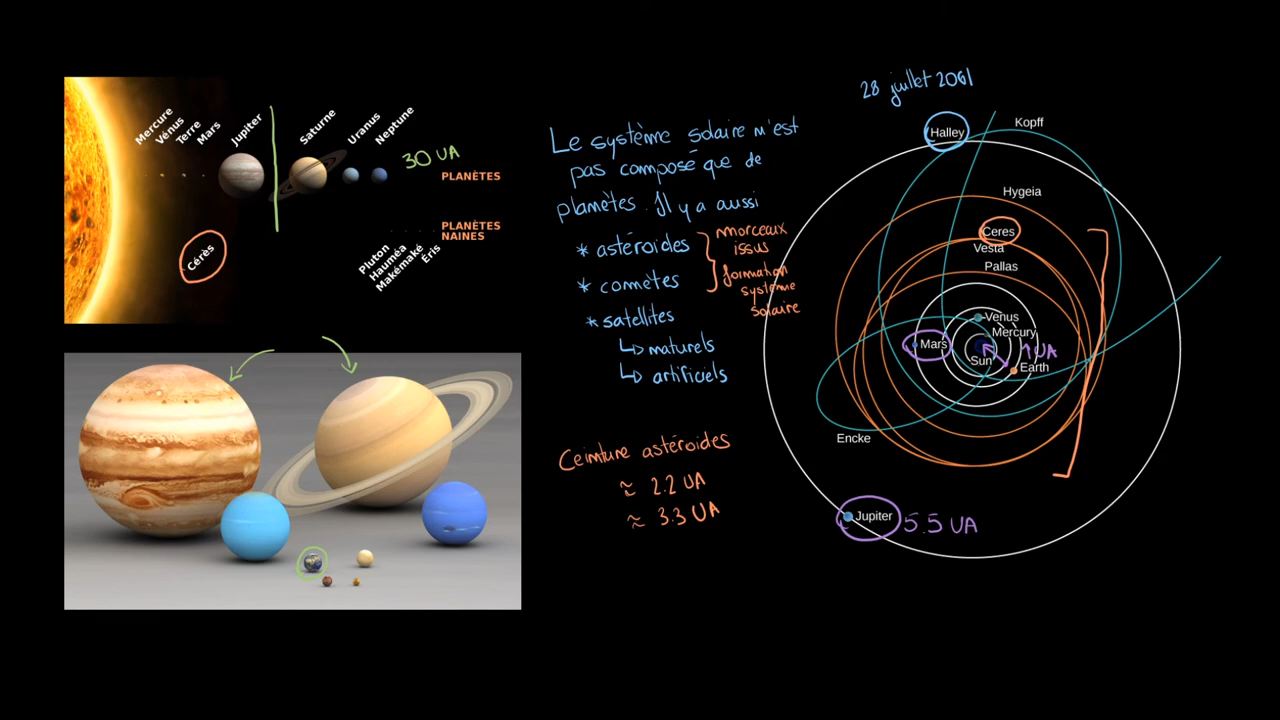 Mercure
Vénus
Terre
Mars
Jupiter
Saturne
Uranus
Neptune
30 UA
PLANÈTES
PLANÈTES
NAINES
Cérès
Pluton
Hauméa
Makémaké
Éris
Le système solaire n'est
pas composé que de
planètes. Il y a aussi
* astéroïdes
* comètes
morceaux
issus
formation
système
solaire
* satellites
↳ naturels
↳ artificiels
Ceinture astéroïdes
≈ 2.2 UA
≈ 3.3 UA
28 juillet 2061
Halley
Kopff
Hygeia
Ceres
Vesta
Pallas
Venus
Mercury
Mars
Sun
1 UA
Earth
Encke
Jupiter
5.5 UA